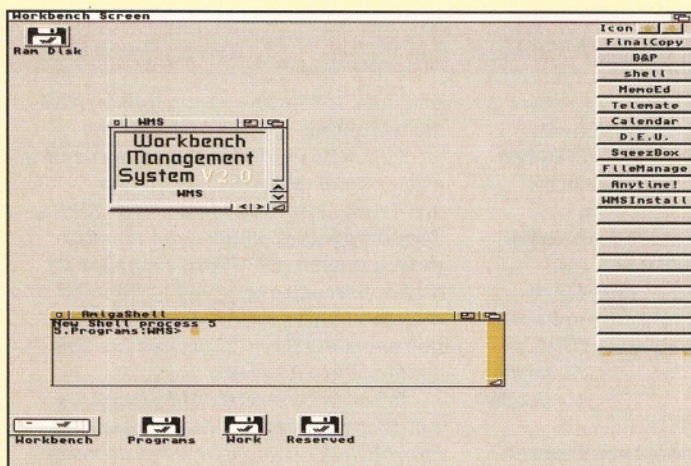 Workbench Screen
Ram Disk
WMS
Workbench
Management
System V2.0
WMS
AmigaShell
New Shell process 5
5.Programs:WMS>
Workbench
Programs
Work
Reserved
Icon
FinalCopy
B&P
shell
MemoEd
Telemate
Calendar
D.E.U.
SqeezBox
FileManage
Anytime!
WMSInstall